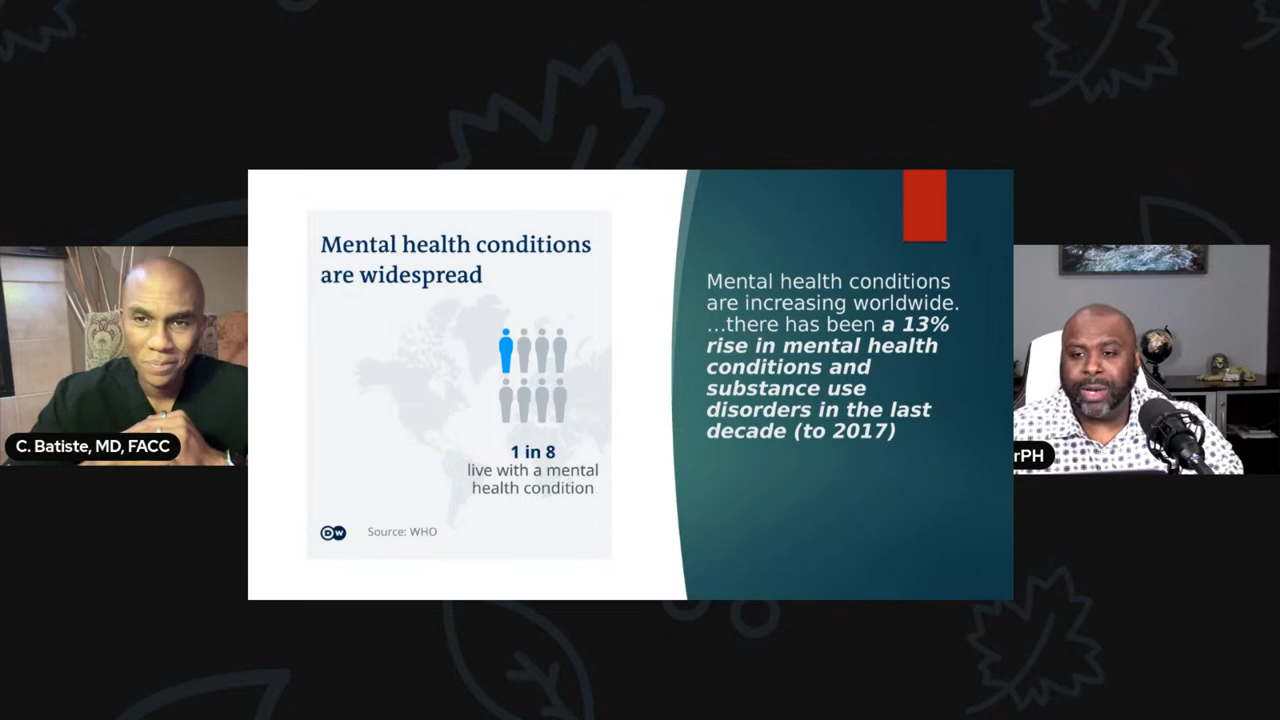 Mental health conditions
are widespread
1 in 8
live with a mental
health condition
DW
Source: WHO
Mental health conditions
are increasing worldwide.
...there has been a 13%
rise in mental health
conditions and
substance use
disorders in the last
decade (to 2017)
C. Batiste, MD, FACC
rPH